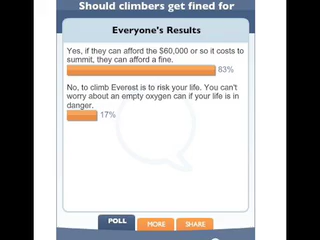 Should climbers get fined for
Everyone's Results
Yes, if they can afford the $60,000 or so it costs to
summit, they can afford a fine.
83%
No, to climb Everest is to risk your life. You can't
worry about an empty oxygen can if your life is in
danger.
17%
POLL MORE SHARE